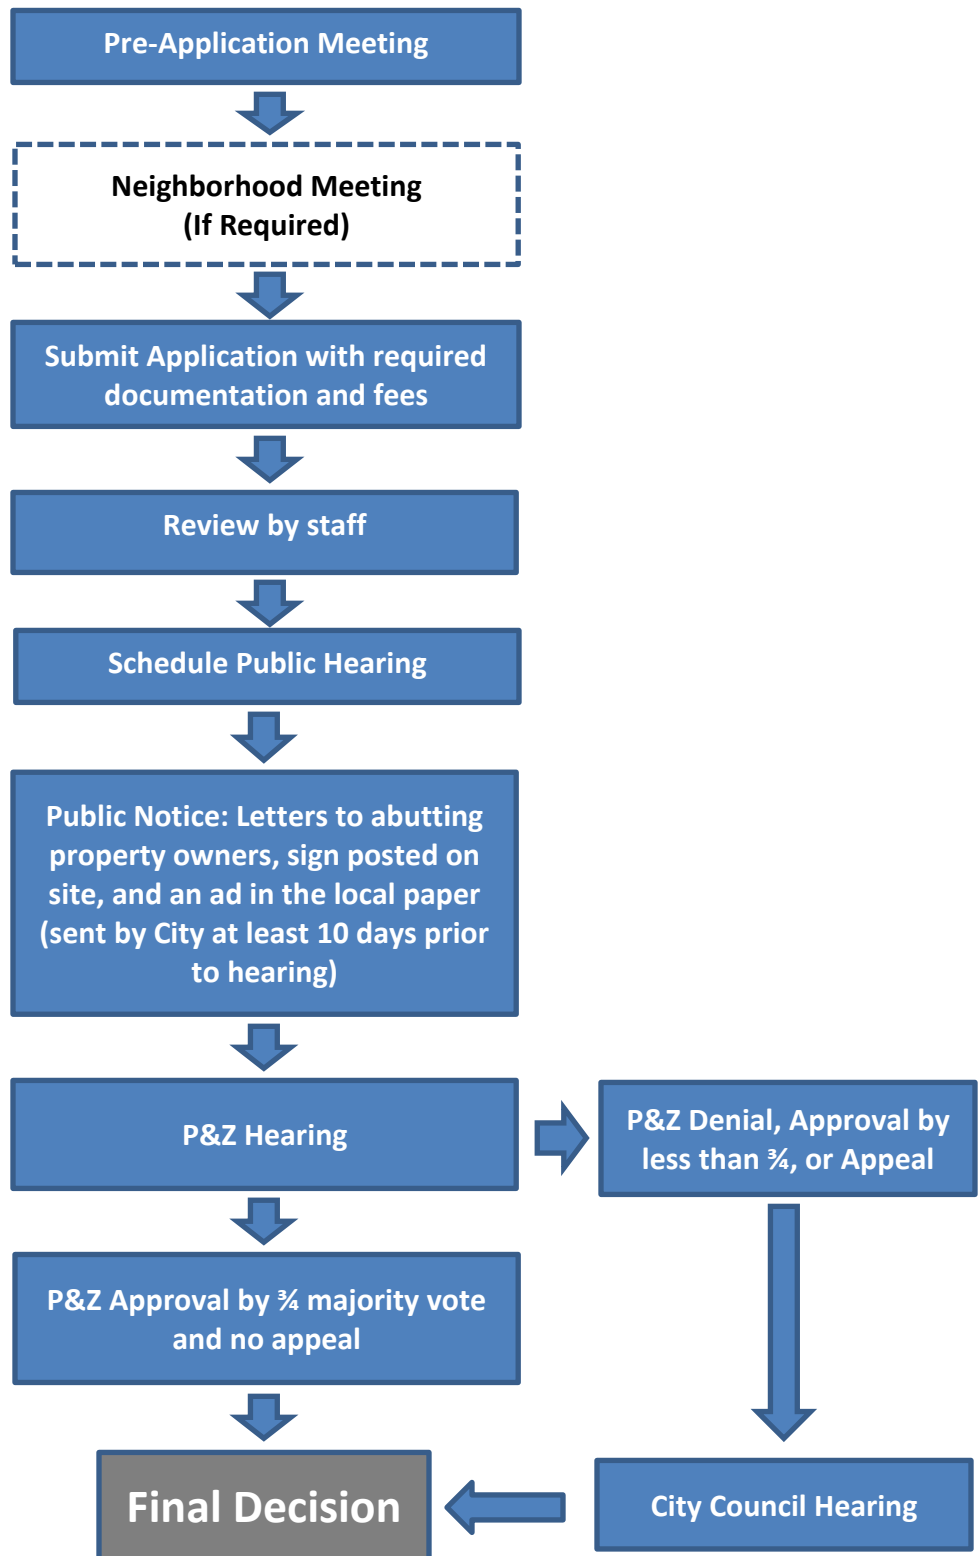 Pre-Application Meeting
Neighborhood Meeting
(If Required)
Submit Application with required
documentation and fees
Review by staff
Schedule Public Hearing
Public Notice: Letters to abutting
property owners, sign posted on
site, and an ad in the local paper
(sent by City at least 10 days prior
to hearing)
P&Z Hearing
P&Z Denial, Approval by
less than ¾, or Appeal
P&Z Approval by ¾ majority vote
and no appeal
Final Decision
City Council Hearing